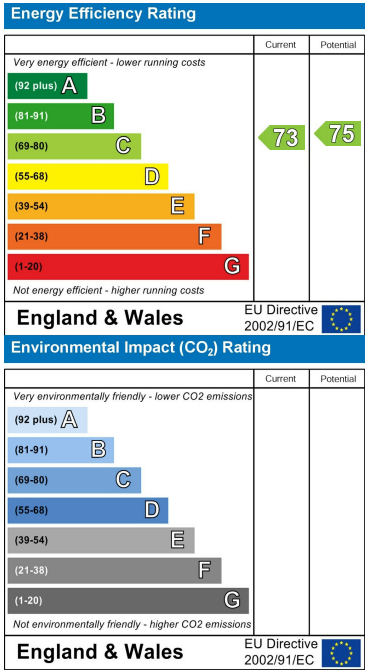 Energy Efficiency Rating
Current Potential
Very energy efficient - lower running costs
(92 plus) A
(81-91) B
(69-80) C
73 75
(55-68) D
(39-54) E
(21-38) F
(1-20) G
Not energy efficient - higher running costs
England & Wales
EU Directive
2002/91/EC
Environmental Impact (CO₂) Rating
Current Potential
Very environmentally friendly - lower CO2 emissions
(92 plus) A
(81-91) B
(69-80) C
(55-68) D
(39-54) E
(21-38) F
(1-20) G
Not environmentally friendly - higher CO2 emissions
England & Wales
EU Directive
2002/91/EC